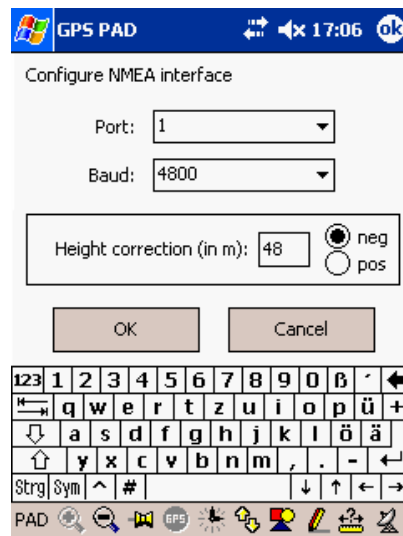 GPS PAD 17:06 ok
Configure NMEA interface
Port: 1
Baud: 4800
Height correction (in m): 48 neg
pos
OK Cancel
123 1 2 3 4 5 6 7 8 9 0 ß ´
q w e r t z u i o p ü +
a s d f g h j k l ö ä
y x c v b n m , . -
Strg Sym ^ #
PAD GPS